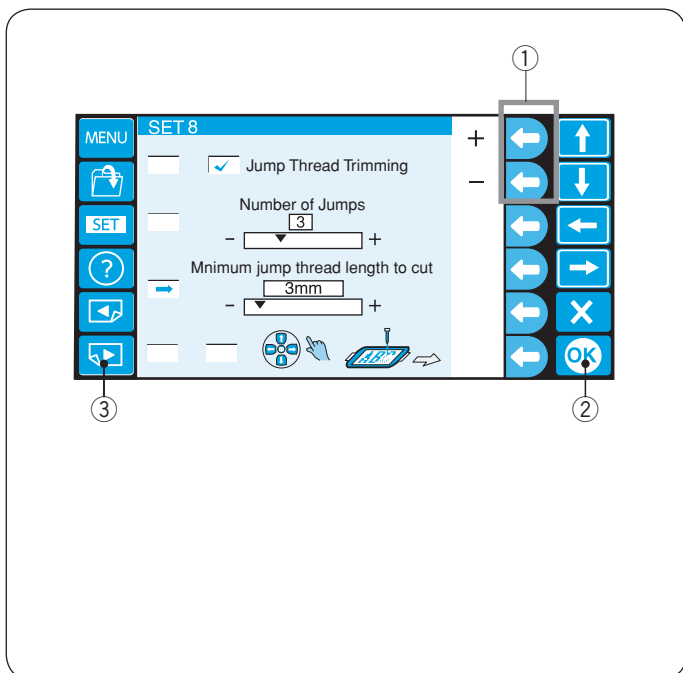 ①
MENU
SET 8
+
✓ Jump Thread Trimming
−
SET
Number of Jumps
3
- +
?
Mnimum jump thread length to cut
3mm
- +
ABC
OK
③
②